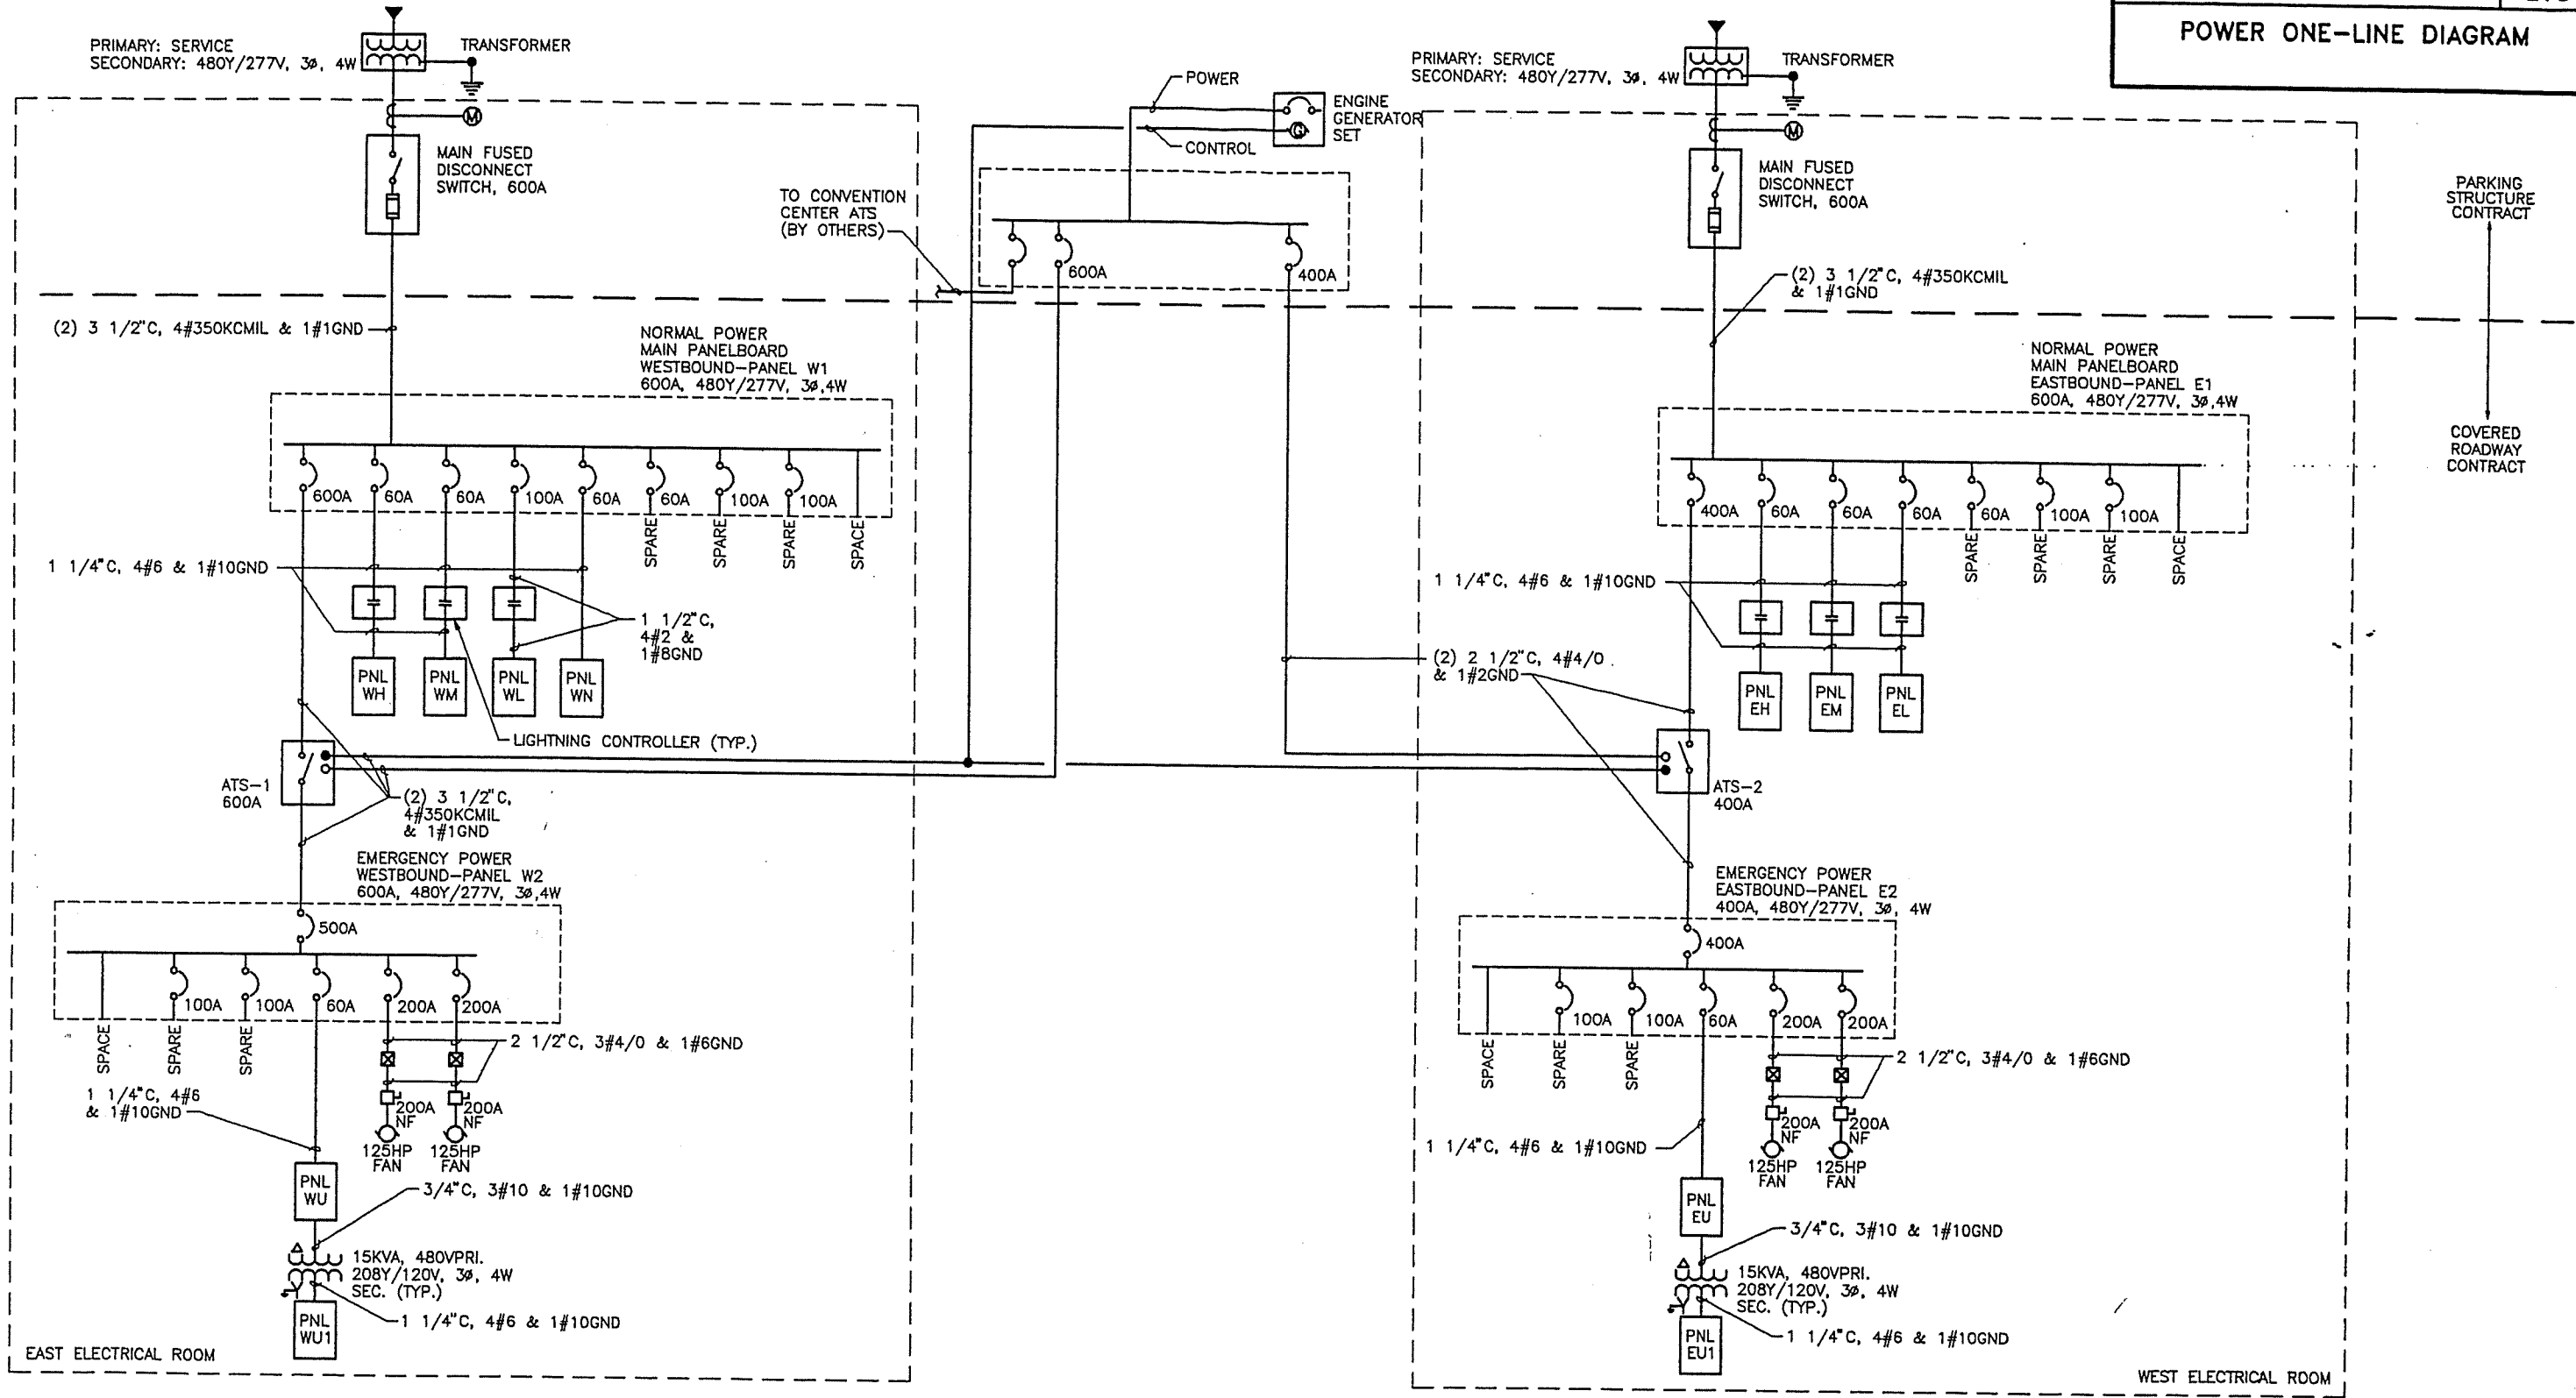 POWER ONE-LINE DIAGRAM
PRIMARY: SERVICE
SECONDARY: 480Y/277V, 3ø, 4W
TRANSFORMER
M
MAIN FUSED
DISCONNECT
SWITCH, 600A
(2) 3 1/2"C, 4#350KCMIL & 1#1GND
NORMAL POWER
MAIN PANELBOARD
WESTBOUND-PANEL W1
600A, 480Y/277V, 3ø,4W
600A
60A
60A
100A
60A
60A
100A
100A
SPARE
SPARE
SPARE
SPACE
1 1/4"C, 4#6 & 1#10GND
1 1/2"C,
4#2 &
1#8GND
PNL
WH
PNL
WM
PNL
WL
PNL
WN
LIGHTNING CONTROLLER (TYP.)
ATS-1
600A
(2) 3 1/2"C,
4#350KCMIL
& 1#1GND
EMERGENCY POWER
WESTBOUND-PANEL W2
600A, 480Y/277V, 3ø,4W
500A
100A
100A
60A
200A
200A
SPACE
SPARE
SPARE
2 1/2"C, 3#4/0 & 1#6GND
1 1/4"C, 4#6
& 1#10GND
200A
NF
200A
NF
125HP
FAN
125HP
FAN
PNL
WU
3/4"C, 3#10 & 1#10GND
15KVA, 480VPRI.
208Y/120V, 3ø, 4W
SEC. (TYP.)
1 1/4"C, 4#6 & 1#10GND
PNL
WU1
EAST ELECTRICAL ROOM
POWER
CONTROL
G
ENGINE
GENERATOR
SET
TO CONVENTION
CENTER ATS
(BY OTHERS)
600A
400A
PRIMARY: SERVICE
SECONDARY: 480Y/277V, 3ø, 4W
TRANSFORMER
M
MAIN FUSED
DISCONNECT
SWITCH, 600A
(2) 3 1/2"C, 4#350KCMIL
& 1#1GND
PARKING
STRUCTURE
CONTRACT
COVERED
ROADWAY
CONTRACT
NORMAL POWER
MAIN PANELBOARD
EASTBOUND-PANEL E1
600A, 480Y/277V, 3ø,4W
400A
60A
60A
60A
60A
100A
100A
SPARE
SPARE
SPARE
SPACE
1 1/4"C, 4#6 & 1#10GND
PNL
EH
PNL
EM
PNL
EL
(2) 2 1/2"C, 4#4/0
& 1#2GND
ATS-2
400A
EMERGENCY POWER
EASTBOUND-PANEL E2
400A, 480Y/277V, 3ø, 4W
400A
100A
100A
60A
200A
200A
SPACE
SPARE
SPARE
2 1/2"C, 3#4/0 & 1#6GND
200A
NF
200A
NF
125HP
FAN
125HP
FAN
1 1/4"C, 4#6 & 1#10GND
PNL
EU
3/4"C, 3#10 & 1#10GND
15KVA, 480VPRI.
208Y/120V, 3ø, 4W
SEC. (TYP.)
1 1/4"C, 4#6 & 1#10GND
PNL
EU1
WEST ELECTRICAL ROOM